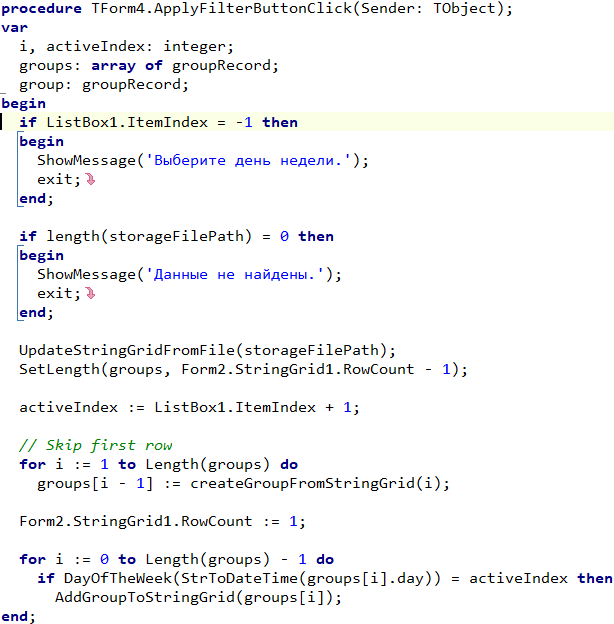 procedure TForm4.ApplyFilterButtonClick(Sender: TObject);
var
  i, activeIndex: integer;
  groups: array of groupRecord;
  group: groupRecord;
begin
  if ListBox1.ItemIndex = -1 then
  begin
    ShowMessage('Выберите день недели.');
    exit;
  end;

  if length(storageFilePath) = 0 then
  begin
    ShowMessage('Данные не найдены.');
    exit;
  end;

  UpdateStringGridFromFile(storageFilePath);
  SetLength(groups, Form2.StringGrid1.RowCount - 1);

  activeIndex := ListBox1.ItemIndex + 1;

  // Skip first row
  for i := 1 to Length(groups) do
    groups[i - 1] := createGroupFromStringGrid(i);

  Form2.StringGrid1.RowCount := 1;

  for i := 0 to Length(groups) - 1 do
    if DayOfTheWeek(StrToDateTime(groups[i].day)) = activeIndex then
      AddGroupToStringGrid(groups[i]);
end;